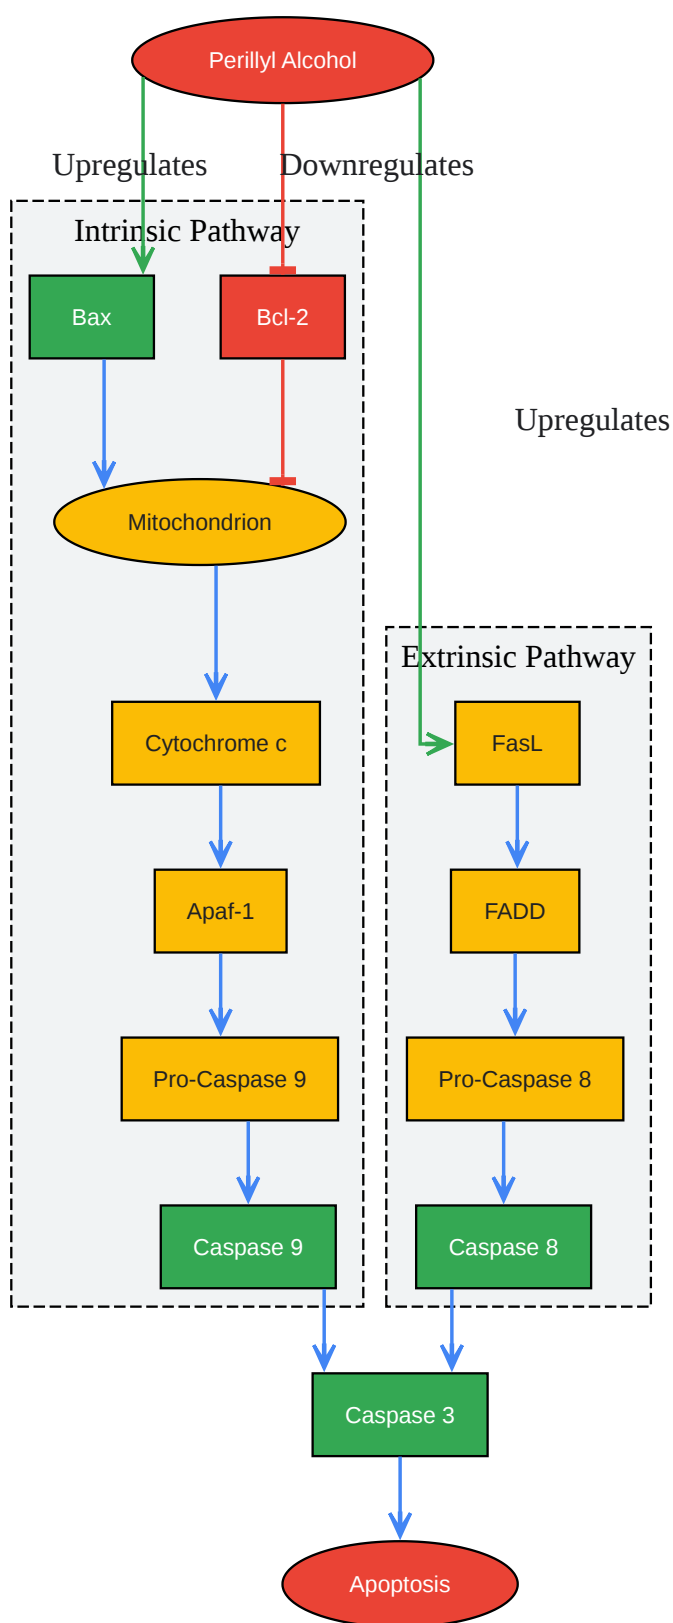 Perillyl Alcohol
Upregulates
Downregulates
Intrinsic Pathway
Bax
Bcl-2
Upregulates
Mitochondrion
Extrinsic Pathway
Cytochrome c
FasL
Apaf-1
FADD
Pro-Caspase 9
Pro-Caspase 8
Caspase 9
Caspase 8
Caspase 3
Apoptosis